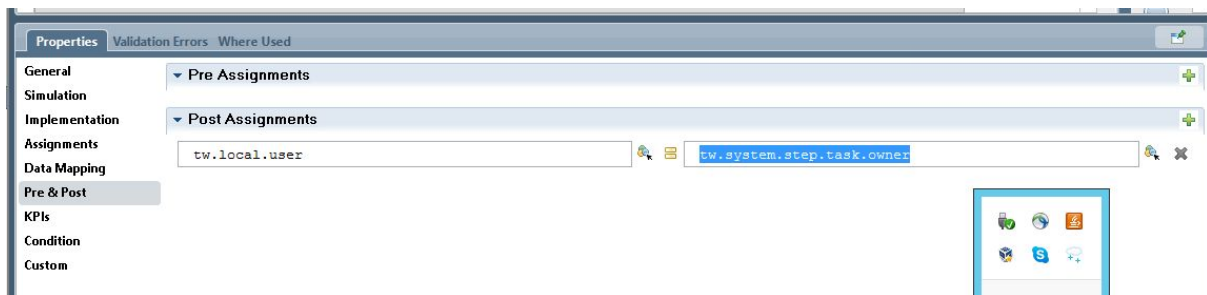 Properties Validation Errors Where Used
General
Simulation
Implementation
Assignments
Data Mapping
Pre & Post
KPIs
Condition
Custom
Pre Assignments
Post Assignments
tw.local.user
tw.system.step.task.owner